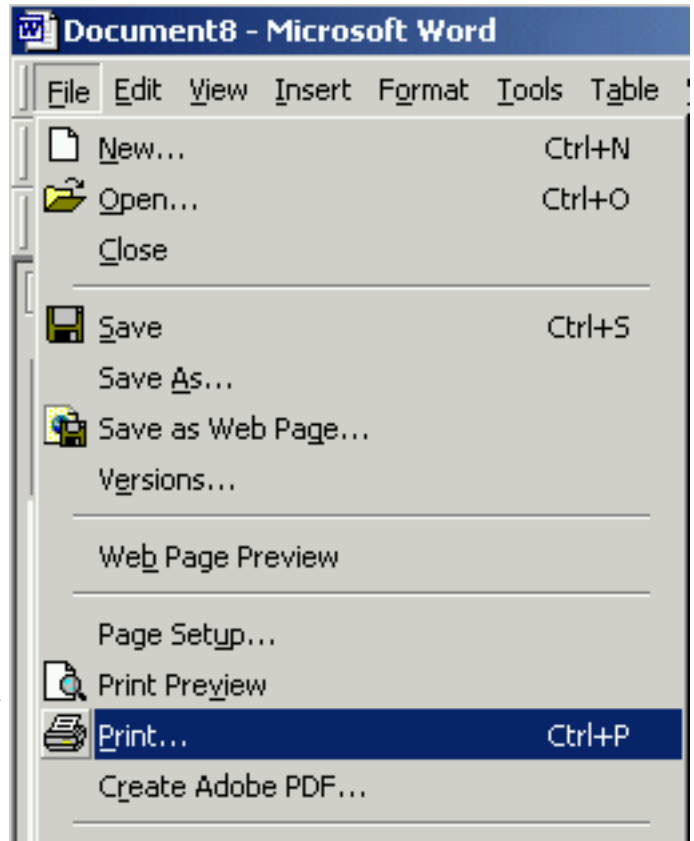 Document8 - Microsoft Word
File Edit View Insert Format Tools Table
New... Ctrl+N
Open... Ctrl+O
Close
Save Ctrl+S
Save As...
Save as Web Page...
Versions...
Web Page Preview
Page Setup...
Print Preview
Print... Ctrl+P
Create Adobe PDF...